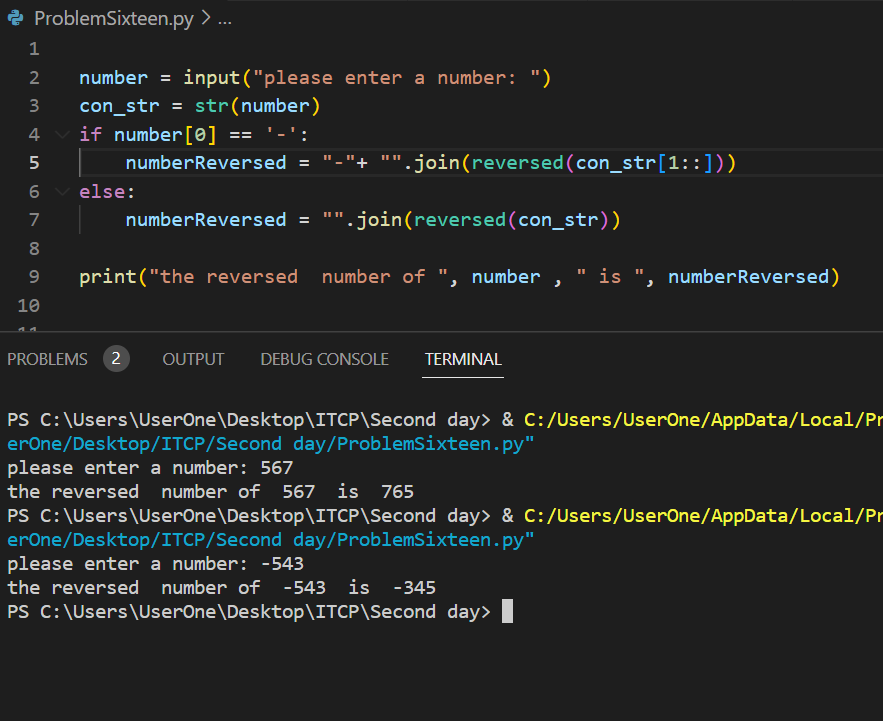 ProblemSixteen.py > ...
1
2 number = input("please enter a number: ")
3 con_str = str(number)
4 if number[0] == '-':
5     numberReversed = "-"+ "".join(reversed(con_str[1::]))
6 else:
7     numberReversed = "".join(reversed(con_str))
8
9 print("the reversed  number of ", number , " is ", numberReversed)
10
11
PROBLEMS 2 OUTPUT DEBUG CONSOLE TERMINAL
PS C:\Users\UserOne\Desktop\ITCP\Second day> & C:/Users/UserOne/AppData/Local/Pr
erOne/Desktop/ITCP/Second day/ProblemSixteen.py"
please enter a number: 567
the reversed  number of  567  is  765
PS C:\Users\UserOne\Desktop\ITCP\Second day> & C:/Users/UserOne/AppData/Local/Pr
erOne/Desktop/ITCP/Second day/ProblemSixteen.py"
please enter a number: -543
the reversed  number of  -543  is  -345
PS C:\Users\UserOne\Desktop\ITCP\Second day>